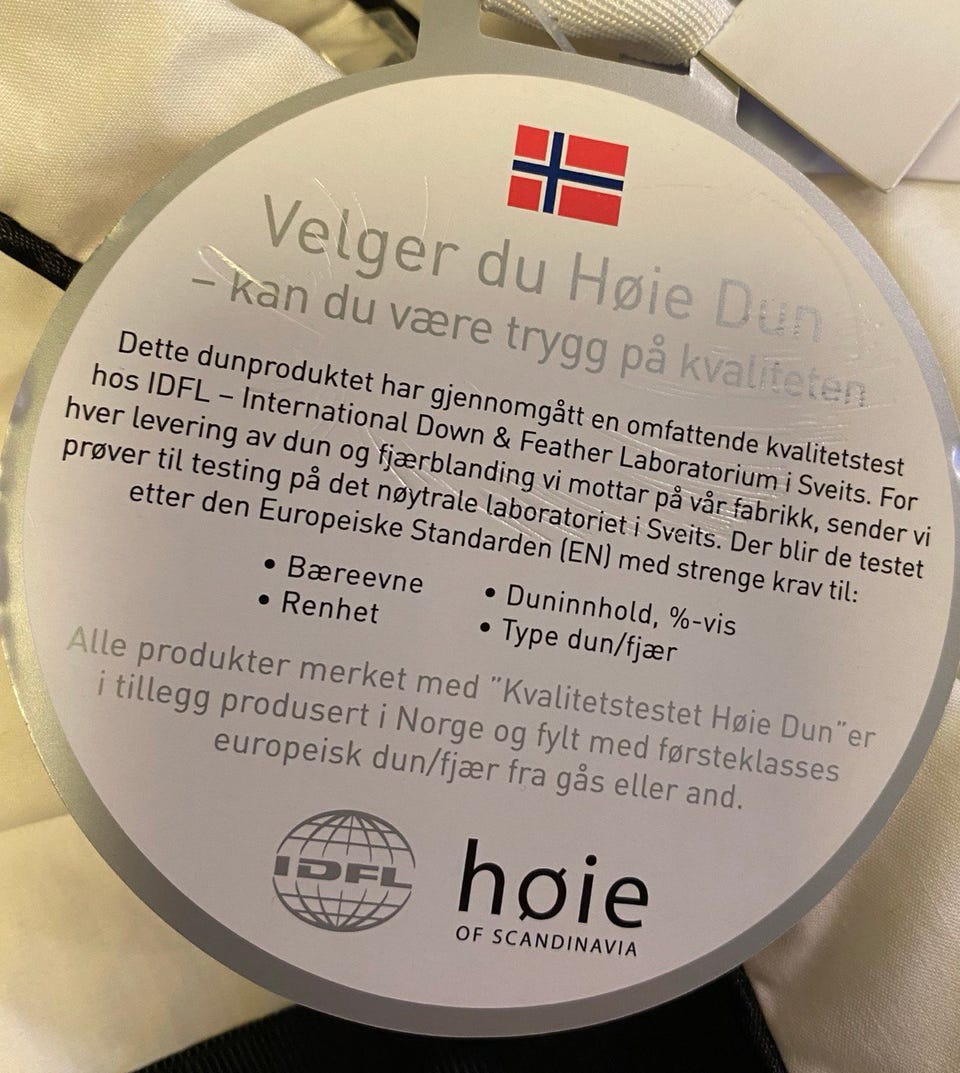 Velger du Høie Dun
– kan du være trygg på kvaliteten
Dette dunproduktet har gjennomgått en omfattende kvalitetstest
hos IDFL – International Down & Feather Laboratorium i Sveits. For
hver levering av dun og fjærblanding vi mottar på vår fabrikk, sender vi
prøver til testing på det nøytrale laboratoriet i Sveits. Der blir de testet
etter den Europeiske Standarden (EN) med strenge krav til:
• Bæreevne
• Renhet
• Duninnhold, %-vis
• Type dun/fjær
Alle produkter merket med "Kvalitetstestet Høie Dun"er
i tillegg produsert i Norge og fylt med førsteklasses
europeisk dun/fjær fra gås eller and.
IDFL
høie
OF SCANDINAVIA